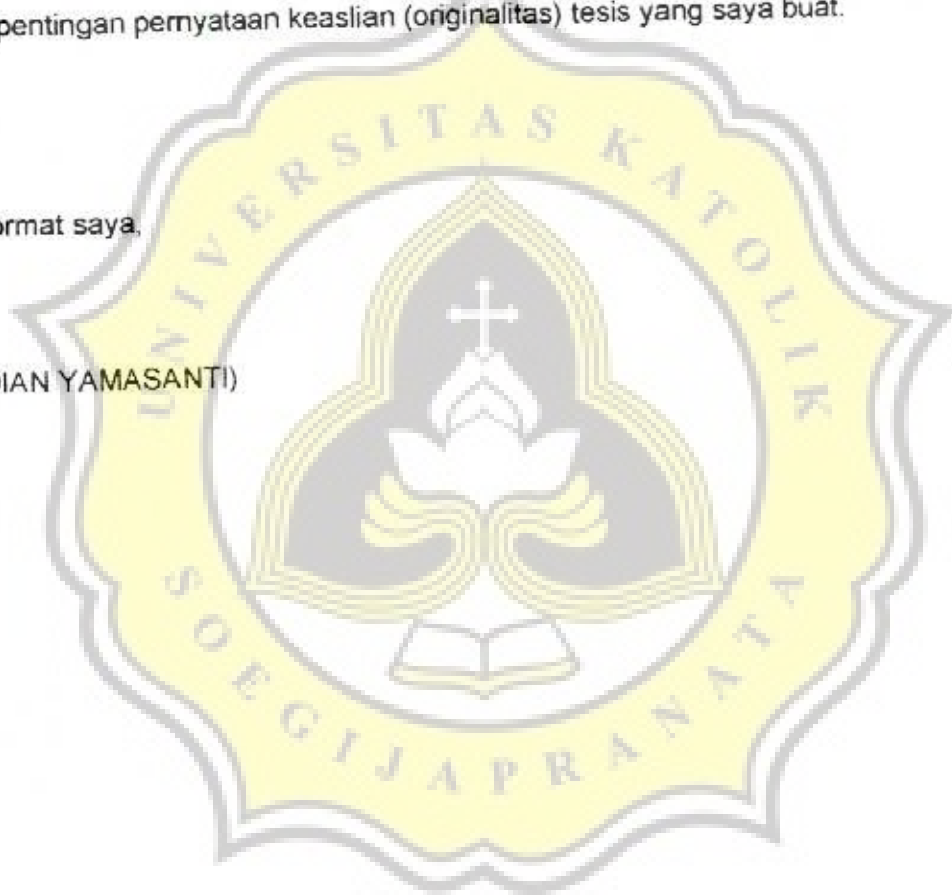 pentingan pernyataan keaslian (originalitas) tesis yang saya buat.
ormat saya,
IAN YAMASANTI)
UNIVERSITAS KATOLIK
SOEGIJAPRANATA